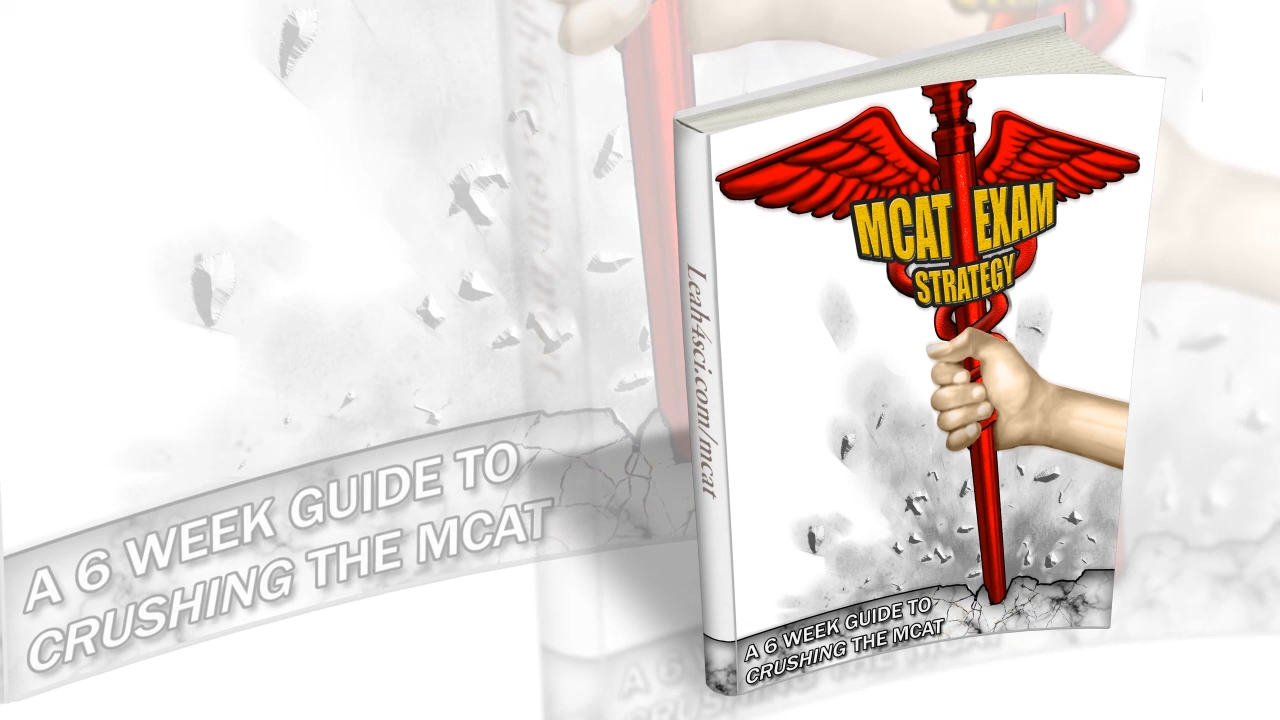 MCAT EXAM
STRATEGY
Leah4sci.com/mcat
A 6 WEEK GUIDE TO
CRUSHING THE MCAT
A 6 WEEK GUIDE TO
CRUSHING THE MCAT